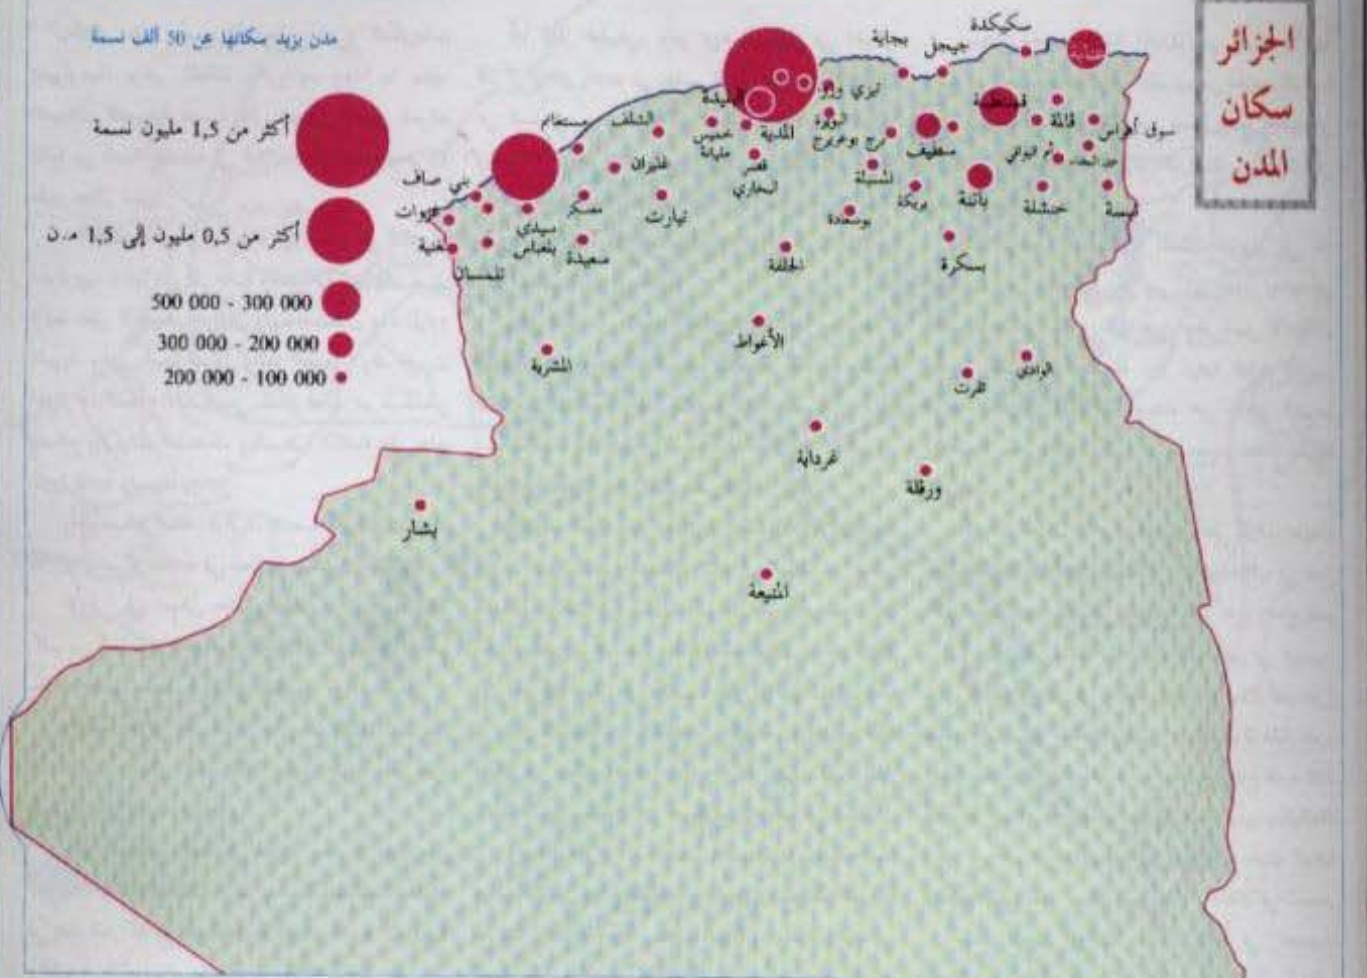 الجزائر
سكان
المدن
مدن يزيد سكانها عن 50 ألف نسمة
أكثر من 1,5 مليون نسمة
أكثر من 0,5 مليون إلى 1,5 م.ن
500 000 - 300 000
300 000 - 200 000
200 000 - 100 000
سكيكدة
جيجل
بجاية
عنابة
تيزي وزو
البليدة
قسنطينة
قالمة
سوق أهراس
أم البواقي
سطيف
برج بوعريريج
البويرة
المدية
خميس
مليانة
الشلف
مستغانم
غليزان
قصر
البخاري
المسيلة
بريكة
باتنة
خنشلة
تبسة
بوسعادة
تيارت
معسكر
سيدي
بلعباس
سعيدة
بني صاف
غزوات
مغنية
تلمسان
الجلفة
بسكرة
الأغواط
المشرية
الوادي
تقرت
غرداية
ورقلة
بشار
المنيعة